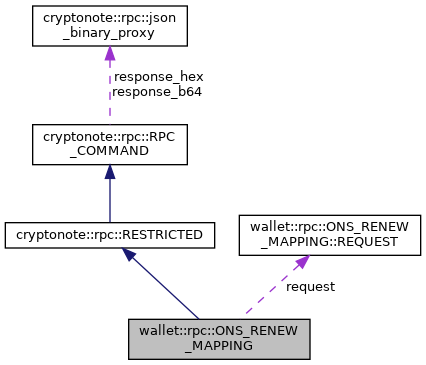 cryptonote::rpc::json
_binary_proxy
response_hex
response_b64
cryptonote::rpc::RPC
_COMMAND
cryptonote::rpc::RESTRICTED
wallet::rpc::ONS_RENEW
_MAPPING::REQUEST
request
wallet::rpc::ONS_RENEW
_MAPPING